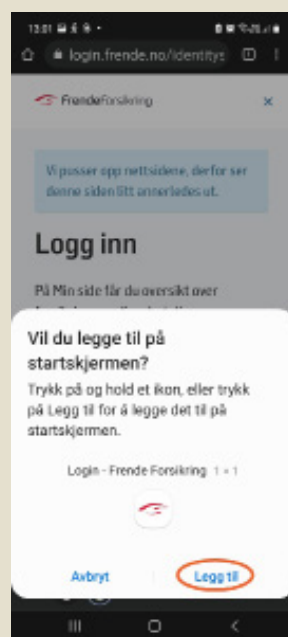 13:01
login.frende.no/Identitys
FrendeForsikring
Vi pusser opp nettsidene, derfor ser
denne siden litt annerledes ut.
Logg inn
På Min side får du oversikt over
Vil du legge til på
startskjermen?
Trykk på og hold et ikon, eller trykk
på Legg til for å legge det til på
startskjermen.
Login - Frende Forsikring 1 × 1
Avbryt
Legg til